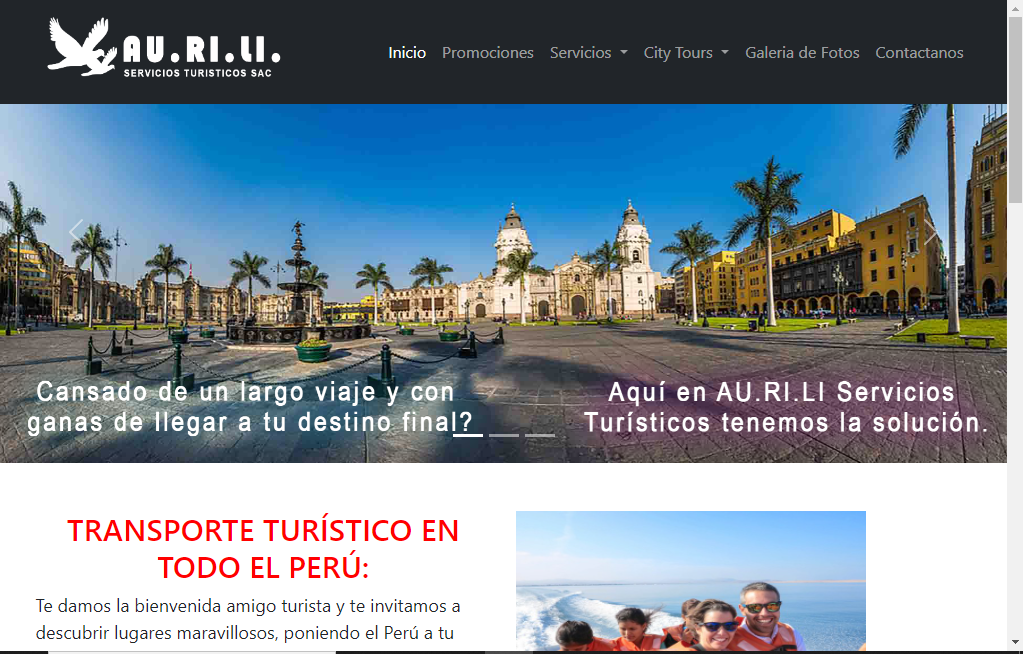 AU.RI.LI.
SERVICIOS TURISTICOS SAC
Inicio Promociones Servicios City Tours Galeria de Fotos Contactanos
Cansado de un largo viaje y con
ganas de llegar a tu destino final?
Aquí en AU.RI.LI Servicios
Turísticos tenemos la solución.
TRANSPORTE TURÍSTICO EN
TODO EL PERÚ:
Te damos la bienvenida amigo turista y te invitamos a
descubrir lugares maravillosos, poniendo el Perú a tu